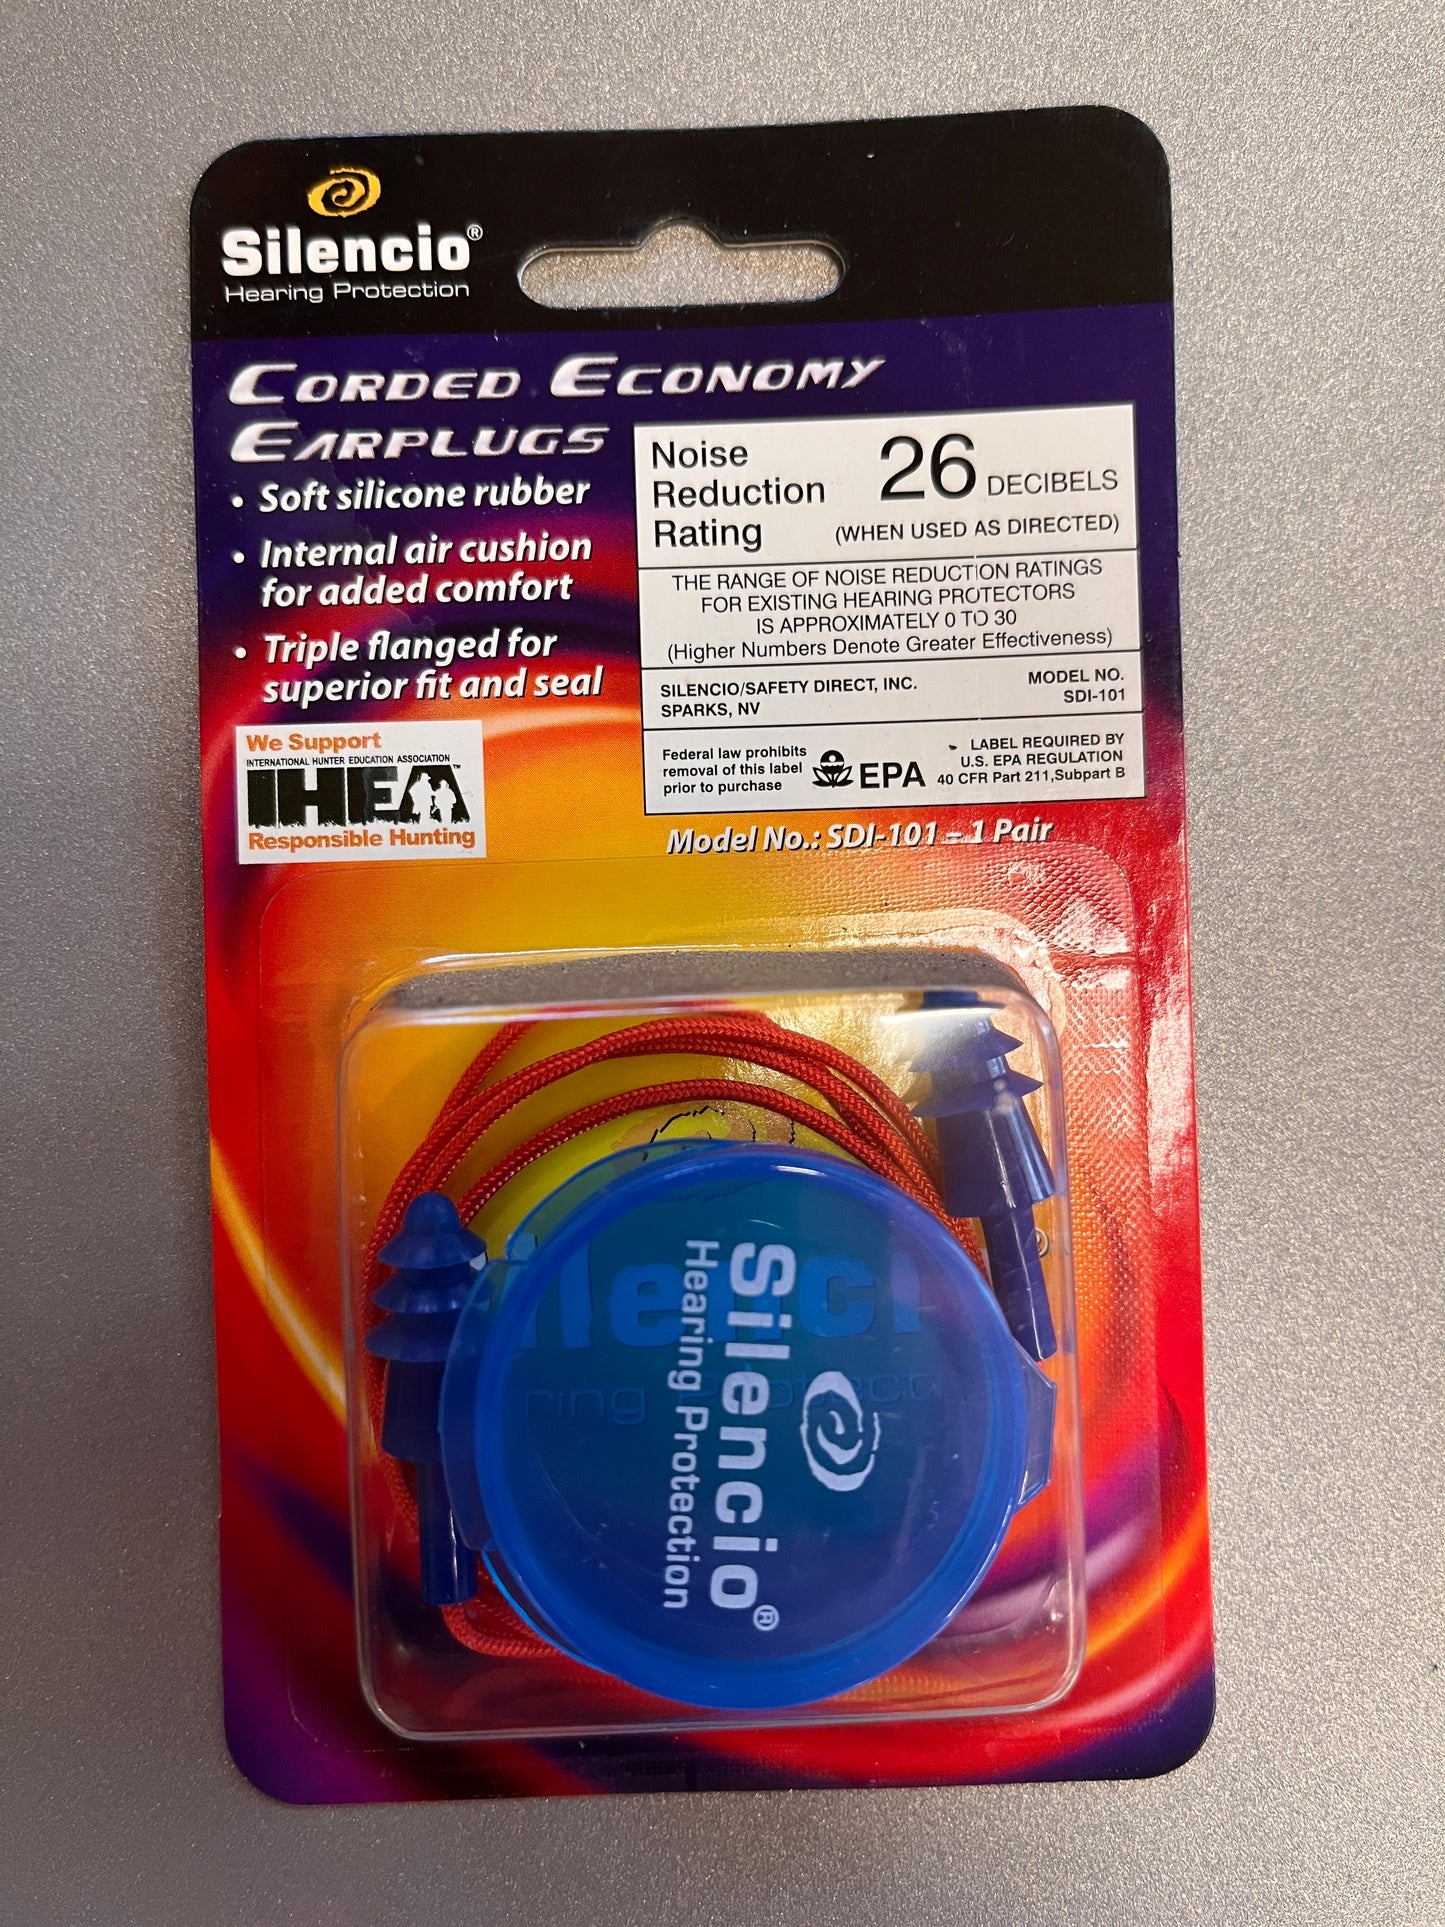 Silencio®
Hearing Protection
CORDED ECONOMY
EARPLUGS
• Soft silicone rubber
• Internal air cushion
for added comfort
• Triple flanged for
superior fit and seal
Noise
Reduction
Rating
26 DECIBELS
(WHEN USED AS DIRECTED)
THE RANGE OF NOISE REDUCTION RATINGS
FOR EXISTING HEARING PROTECTORS
IS APPROXIMATELY 0 TO 30
(Higher Numbers Denote Greater Effectiveness)
SILENCIO/SAFETY DIRECT, INC.
SPARKS, NV
MODEL NO.
SDI-101
Federal law prohibits
removal of this label
prior to purchase
EPA
LABEL REQUIRED BY
U.S. EPA REGULATION
40 CFR Part 211,Subpart B
We Support
INTERNATIONAL HUNTER EDUCATION ASSOCIATION
IHEA™
Responsible Hunting
Model No.: SDI-101 – 1 Pair
Silencio®
Hearing Protection